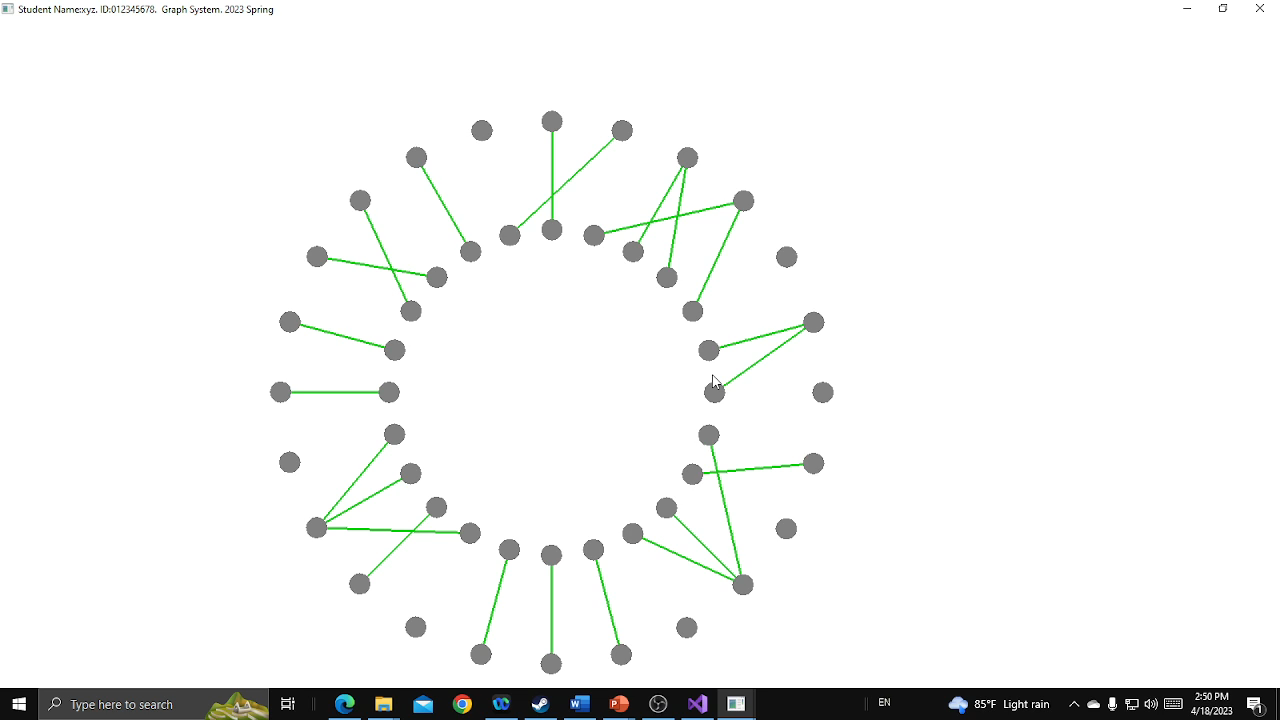 Student Name:xyz. ID:012345678. Graph System. 2023 Spring
Type here to search
EN
85°F Light rain
2:50 PM
4/18/2023
1